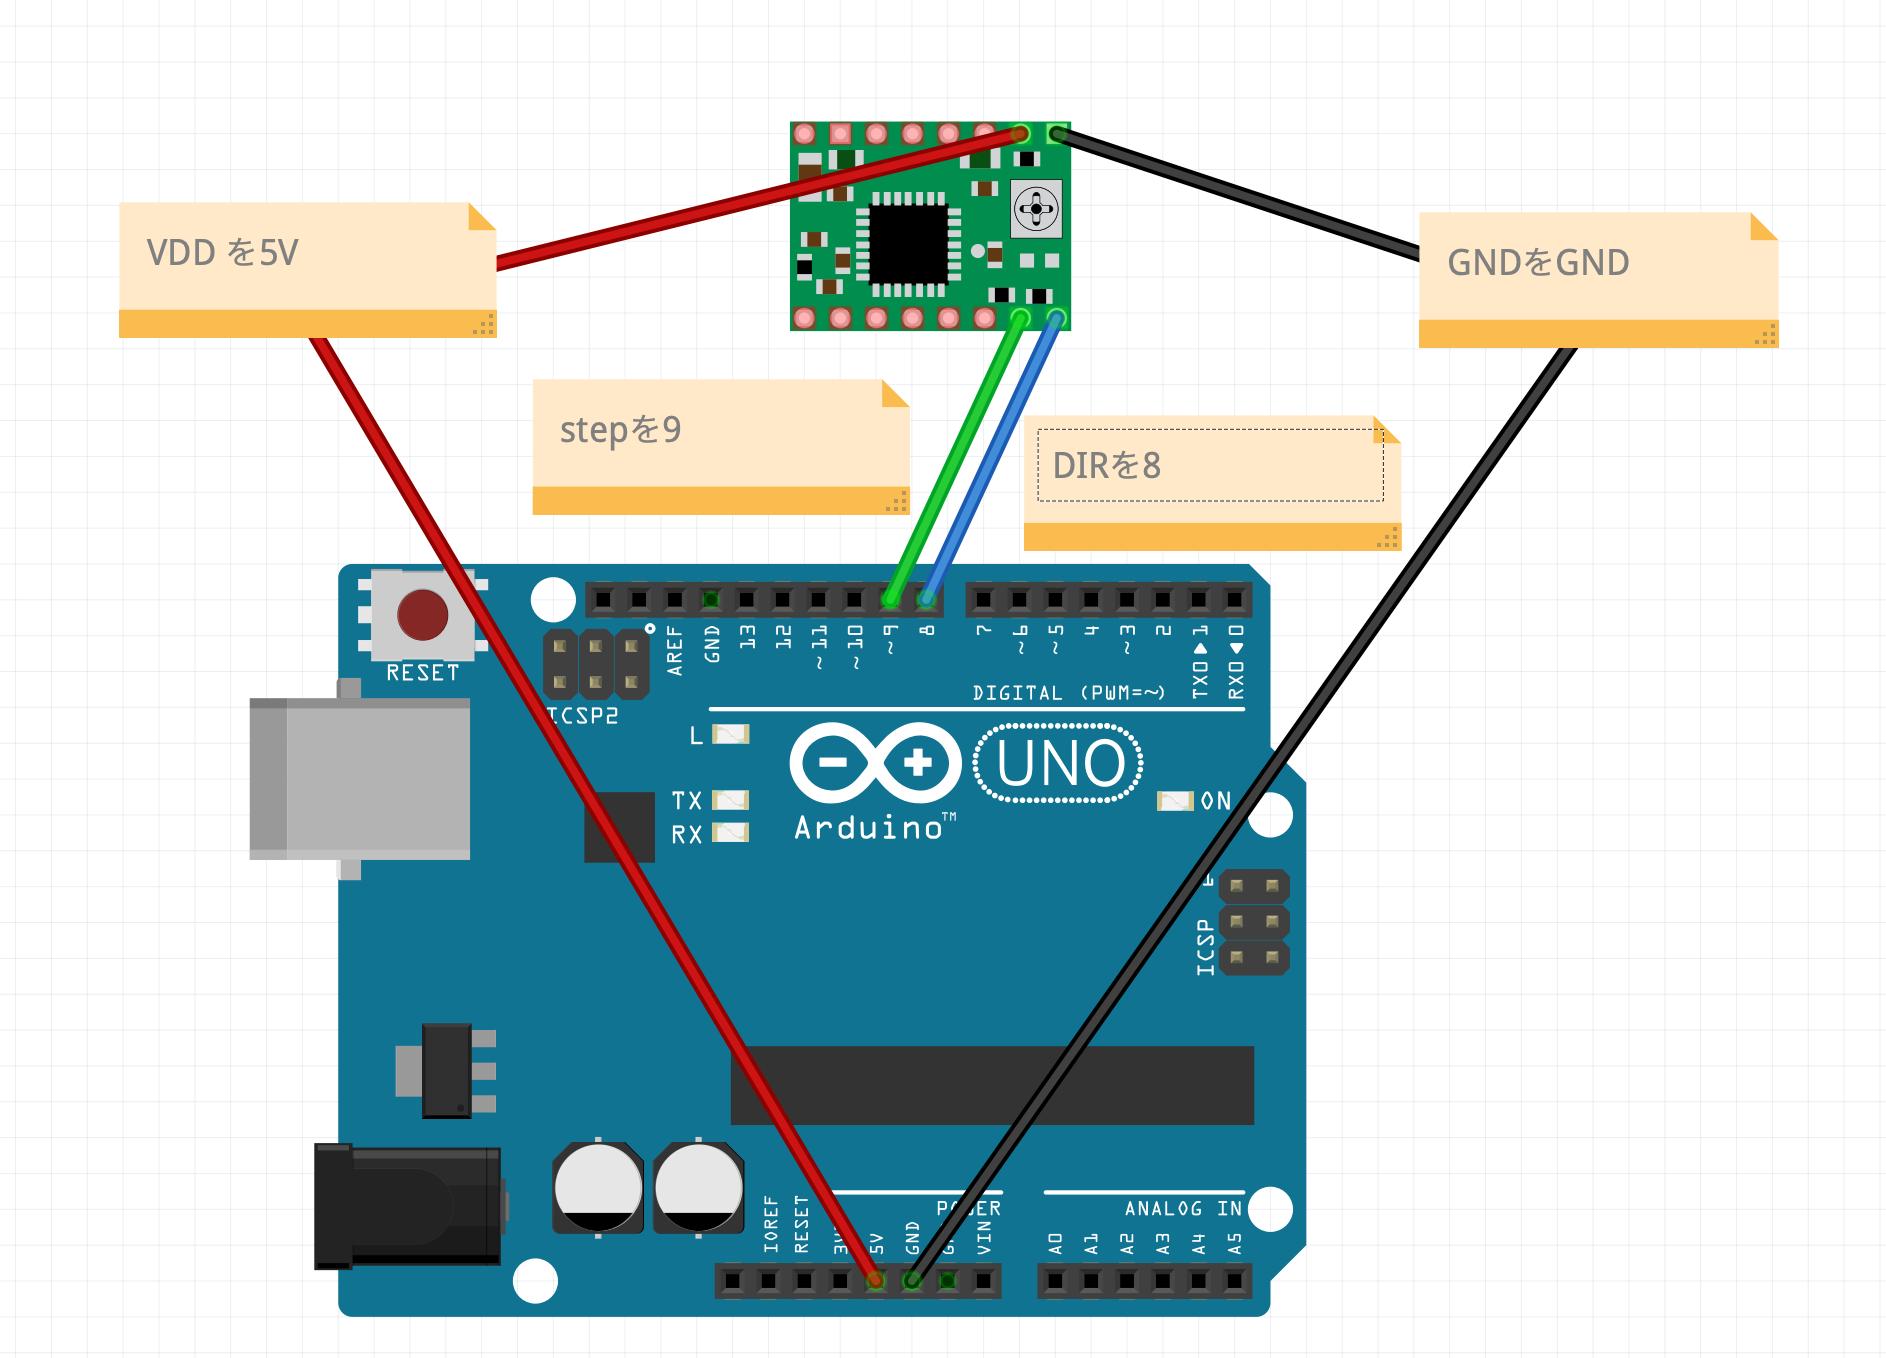 VDD を5V
GNDをGND
stepを9
DIRを8
RESET
ICSP2
AREF
GND
13
12
~11
~10
~9
8
7
~6
~5
4
~3
2
TX0▶1
RX0◀0
DIGITAL (PWM=~)
L
TX
RX
Arduino™
UNO
ON
ICSP
IOREF
RESET
5V
GND
VIN
ANALOG IN
A0
A1
A2
A3
A4
A5